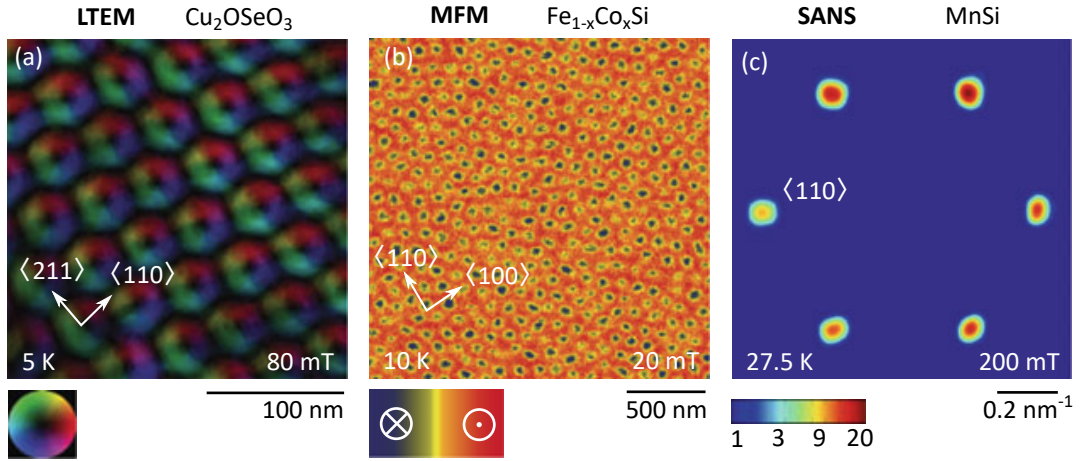 LTEM Cu₂OSeO₃ MFM Fe₁₋ₓCoₓSi SANS MnSi
(a) (b) (c)
⟨110⟩
⟨211⟩ ⟨110⟩ ⟨110⟩ ⟨100⟩
5 K 80 mT 10 K 20 mT 27.5 K 200 mT
100 nm 500 nm 0.2 nm⁻¹
1 3 9 20